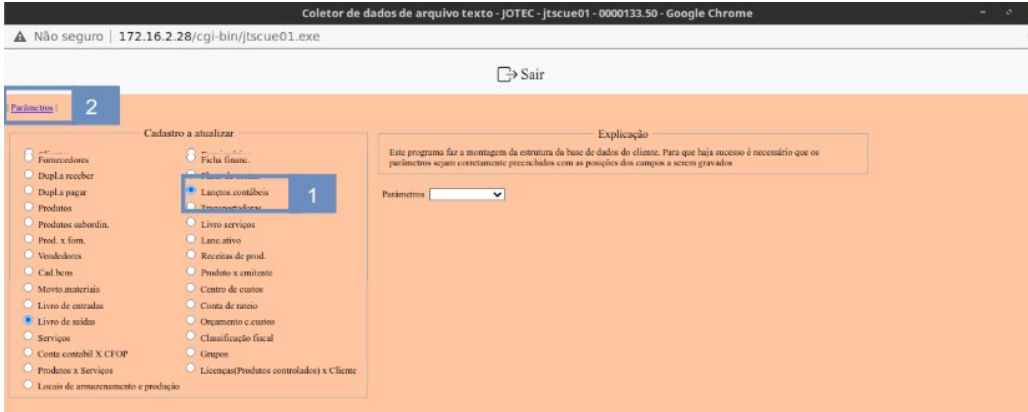 Coletor de dados de arquivo texto - JOTEC - jtscue01 - 0000133.50 - Google Chrome
Não seguro | 172.16.2.28/cgi-bin/jtscue01.exe
Sair
| Parâmetros |
2
Cadastro a atualizar
Fornecedores
Ficha financ.
Dupl.a receber
Dupl.a pagar
Lançtos.contábeis
1
Produtos
Transportadoras
Produtos subordin.
Livro serviços
Prod. x forn.
Lanc.ativo
Vendedores
Receitas de prod.
Cad.bens
Produto x emitente
Movto.materiais
Centro de custos
Livro de entradas
Conta de rateio
Livro de saídas
Orçamento c.custos
Serviços
Classificação fiscal
Conta contabil X CFOP
Grupos
Produtos x Serviços
Licenças(Produtos controlados) x Cliente
Locais de armazenamento e produção
Explicação
Este programa faz a montagem da estrutura da base de dados do cliente. Para que haja sucesso é necessário que os
parâmetros sejam corretamente preenchidos com as posições dos campos a serem gravados
Parâmetros